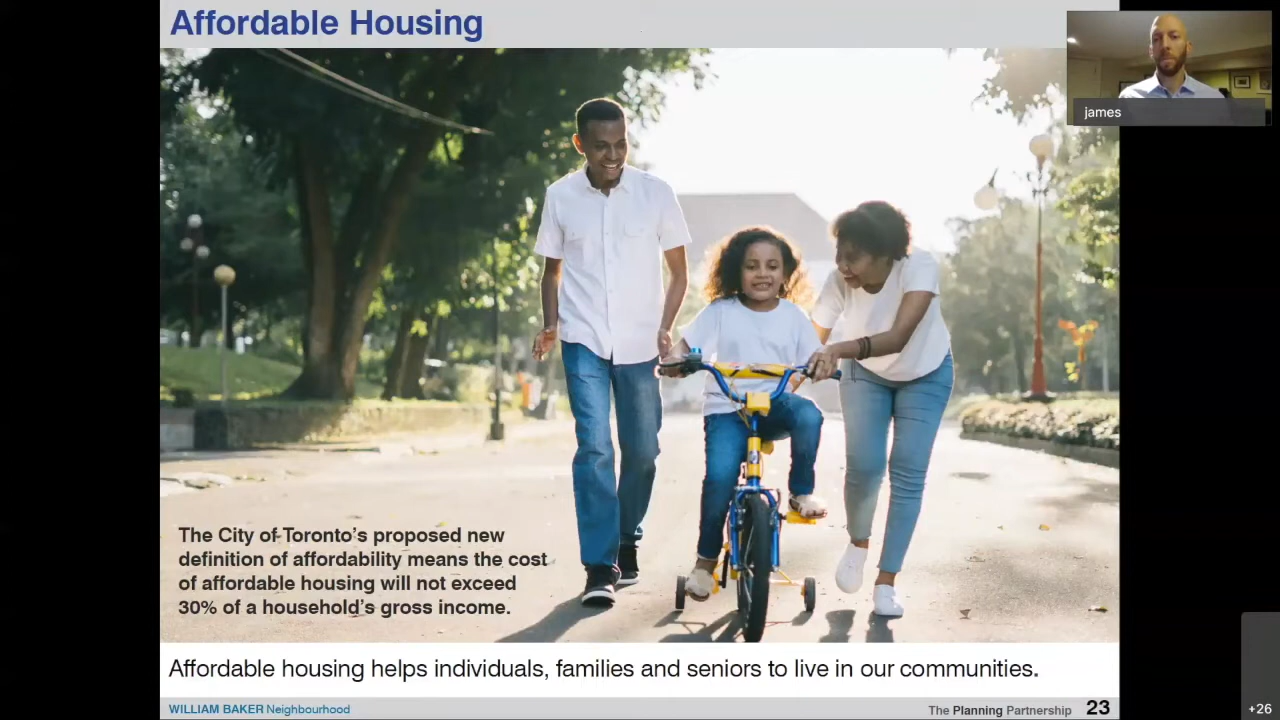 Affordable Housing
james
The City of Toronto's proposed new
definition of affordability means the cost
of affordable housing will not exceed
30% of a household's gross income.
Affordable housing helps individuals, families and seniors to live in our communities.
WILLIAM BAKER Neighbourhood
The Planning Partnership 23
+26